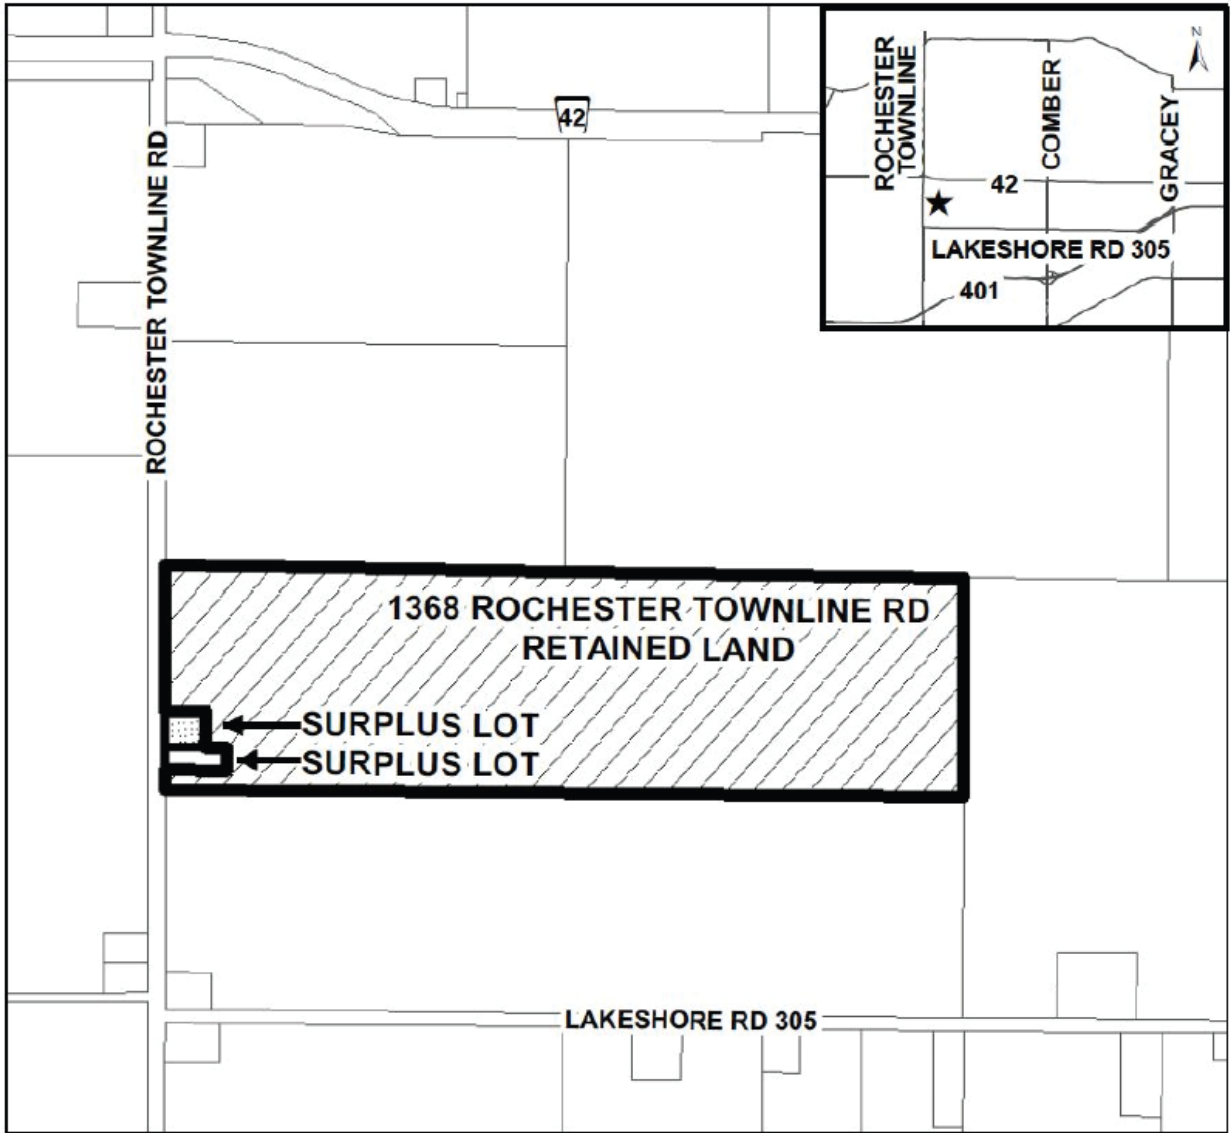 42
ROCHESTER TOWNLINE RD
1368 ROCHESTER TOWNLINE RD
RETAINED LAND
SURPLUS LOT
SURPLUS LOT
LAKESHORE RD 305
N
ROCHESTER
TOWNLINE
COMBER
GRACEY
42
LAKESHORE RD 305
401